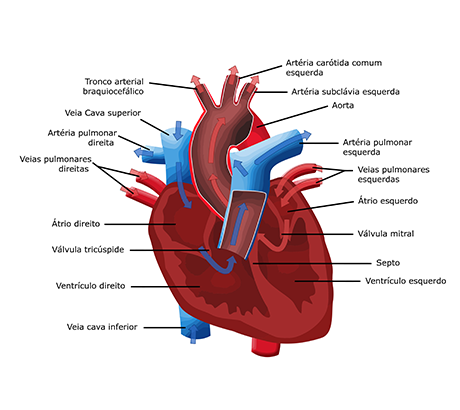 Tronco arterial
braquiocefálico
Veia Cava superior
Artéria pulmonar
direita
Veias pulmonares
direitas
Átrio direito
Válvula tricúspide
Ventrículo direito
Veia cava inferior
Artéria carótida comum
esquerda
Artéria subclávia esquerda
Aorta
Artéria pulmonar
esquerda
Veias pulmonares
esquerdas
Átrio esquerdo
Válvula mitral
Septo
Ventrículo esquerdo